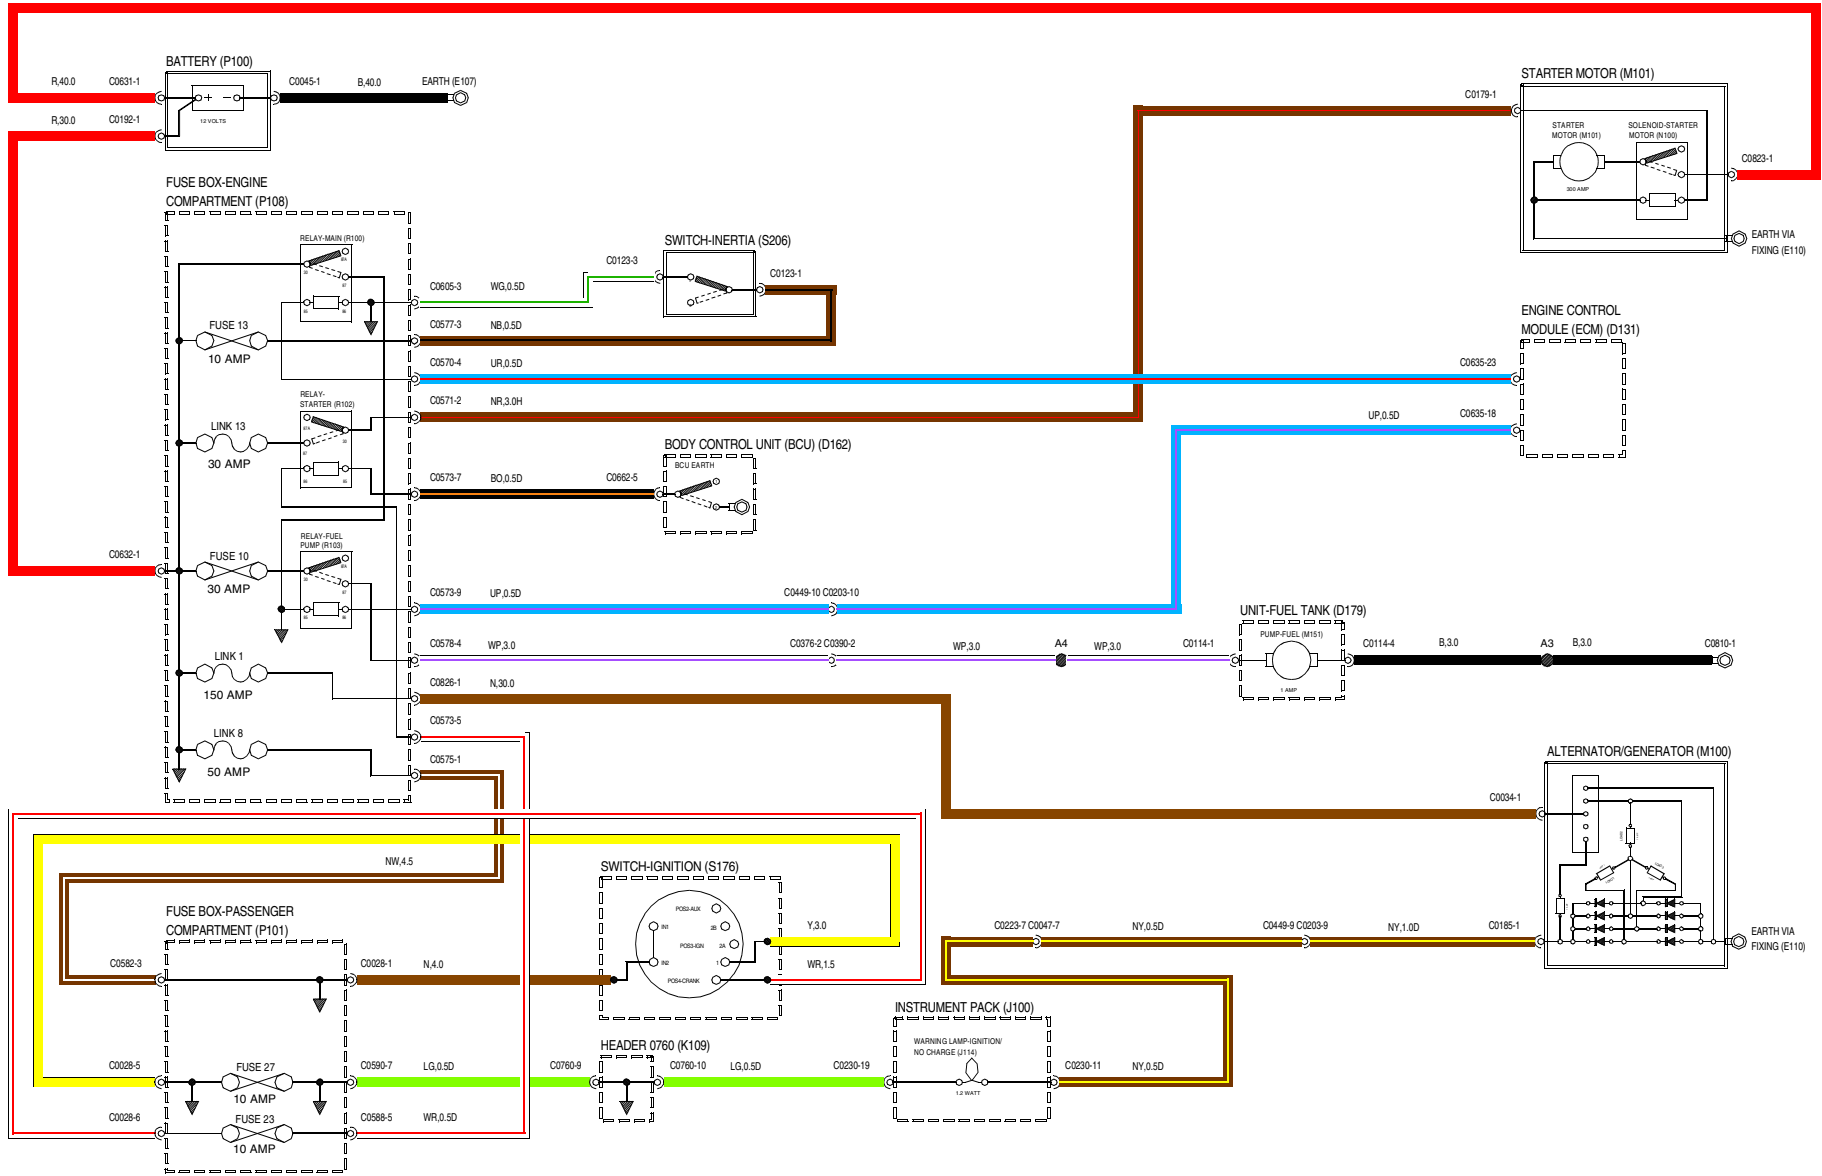 BATTERY (P100)
R,40.0 C0631-1
C0045-1 B,40.0 EARTH (E107)
12 VOLTS
R,30.0 C0192-1
STARTER MOTOR (M101)
C0179-1
STARTER
MOTOR (M101)
SOLENOID-STARTER
MOTOR (N100)
C0823-1
300 AMP
EARTH VIA
FIXING (E110)
FUSE BOX-ENGINE
COMPARTMENT (P108)
RELAY-MAIN (R100)
SWITCH-INERTIA (S206)
C0123-3
C0123-1
C0605-3 WG,0.5D
FUSE 13
10 AMP
C0577-3 NB,0.5D
C0570-4 UR,0.5D
C0635-23
ENGINE CONTROL
MODULE (ECM) (D131)
RELAY-
STARTER (R102)
C0571-2 NR,3.0H
UP,0.5D C0635-18
LINK 13
30 AMP
BODY CONTROL UNIT (BCU) (D162)
BCU EARTH
C0573-7 BO,0.5D C0662-5
RELAY-FUEL
PUMP (R103)
C0632-1
FUSE 10
30 AMP
C0573-9 UP,0.5D C0449-10 C0203-10
UNIT-FUEL TANK (D179)
PUMP-FUEL (M151)
1 AMP
C0578-4 WP,3.0 C0376-2 C0390-2 WP,3.0 A4 WP,3.0 C0114-1
C0114-4 B,3.0 A3 B,3.0 C0810-1
LINK 1
150 AMP
C0826-1 N,30.0
C0573-5
LINK 8
50 AMP
C0575-1
ALTERNATOR/GENERATOR (M100)
C0034-1
NW,4.5
SWITCH-IGNITION (S176)
POS2-AUX
IN1
2B
POS3-IGN
2A
IN2
1
POS4-CRANK
Y,3.0
WR,1.5
C0223-7 C0047-7 NY,0.5D C0449-9 C0203-9 NY,1.0D C0185-1
EARTH VIA
FIXING (E110)
FUSE BOX-PASSENGER
COMPARTMENT (P101)
C0582-3
C0028-1 N,4.0
INSTRUMENT PACK (J100)
WARNING LAMP-IGNITION/
NO CHARGE (J114)
1.2 WATT
HEADER 0760 (K109)
C0028-5
FUSE 27
10 AMP
C0590-7 LG,0.5D C0760-9
C0760-10 LG,0.5D C0230-19
C0230-11 NY,0.5D
C0028-6
FUSE 23
10 AMP
C0588-5 WR,0.5D